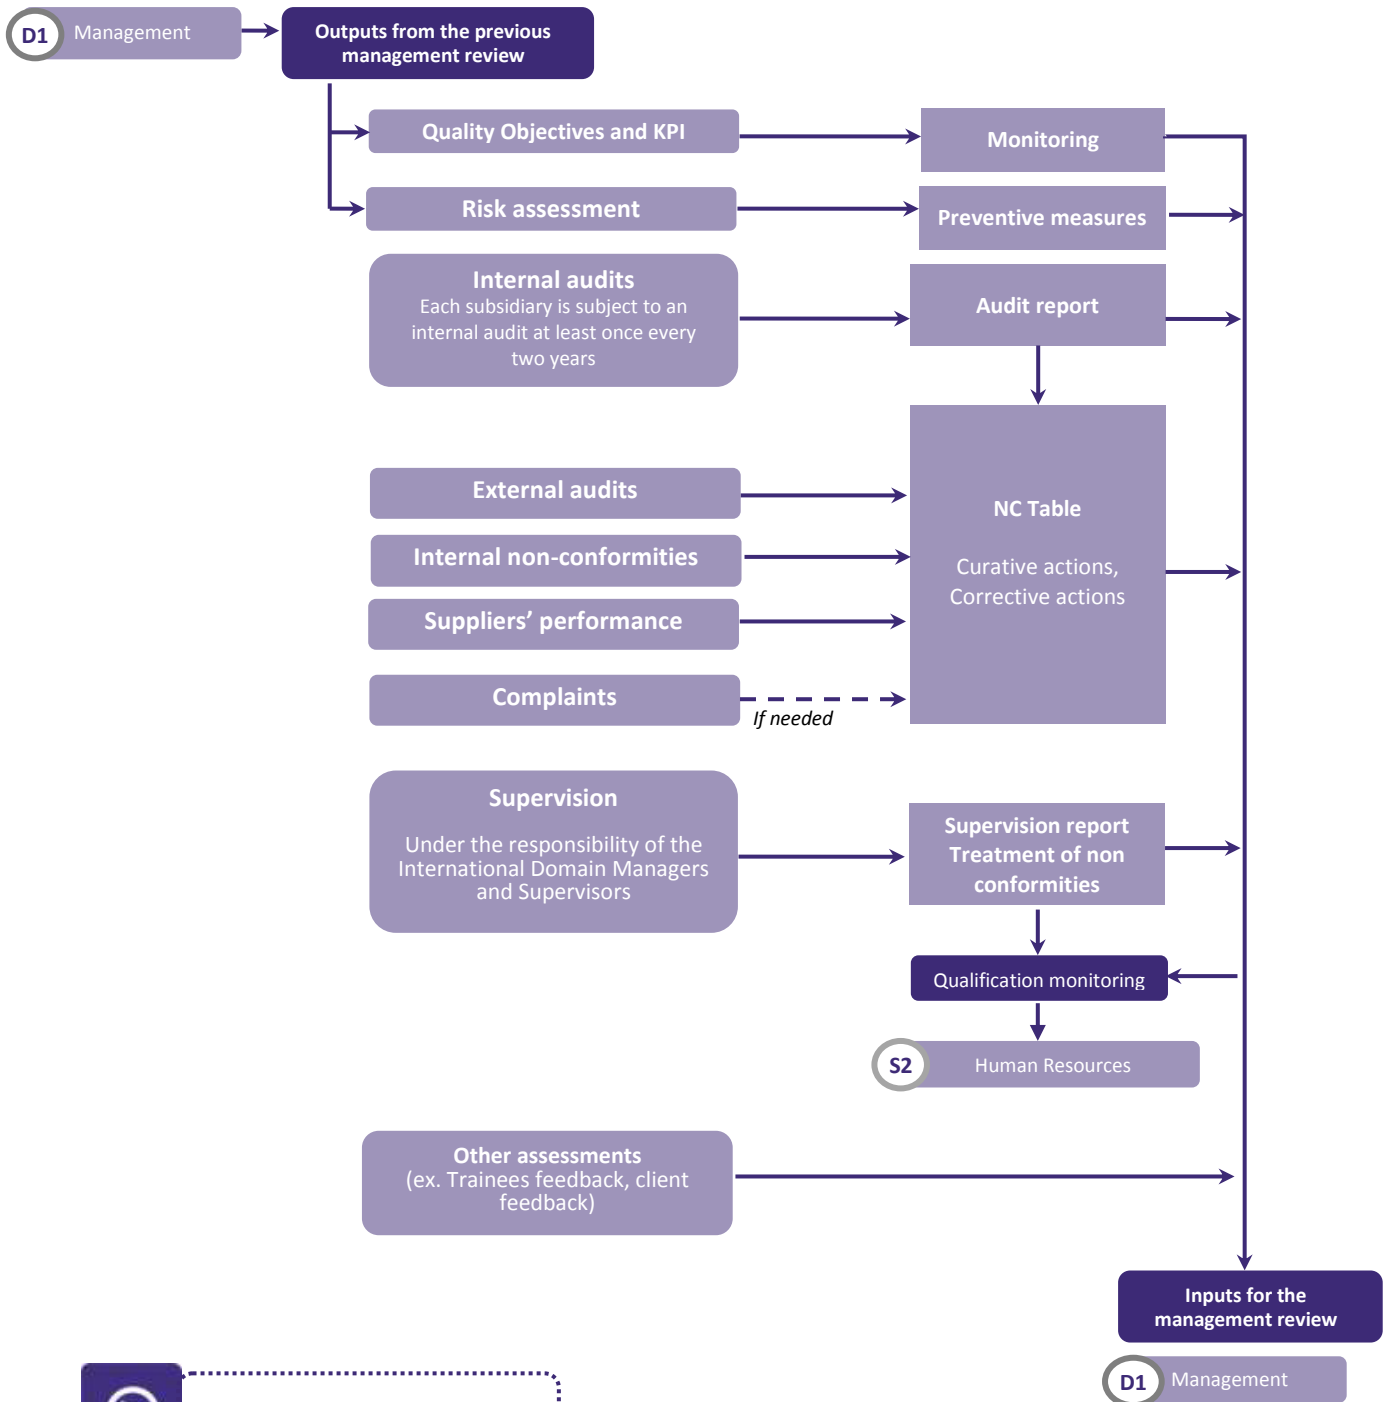 D1 Management
Outputs from the previous
management review
Quality Objectives and KPI
Monitoring
Risk assessment
Preventive measures
Internal audits
Each subsidiary is subject to an
internal audit at least once every
two years
Audit report
External audits
Internal non-conformities
Suppliers’ performance
Complaints
If needed
NC Table
Curative actions,
Corrective actions
Supervision
Under the responsibility of the
International Domain Managers
and Supervisors
Supervision report
Treatment of non
conformities
Qualification monitoring
S2 Human Resources
Other assessments
(ex. Trainees feedback, client
feedback)
Inputs for the
management review
D1 Management